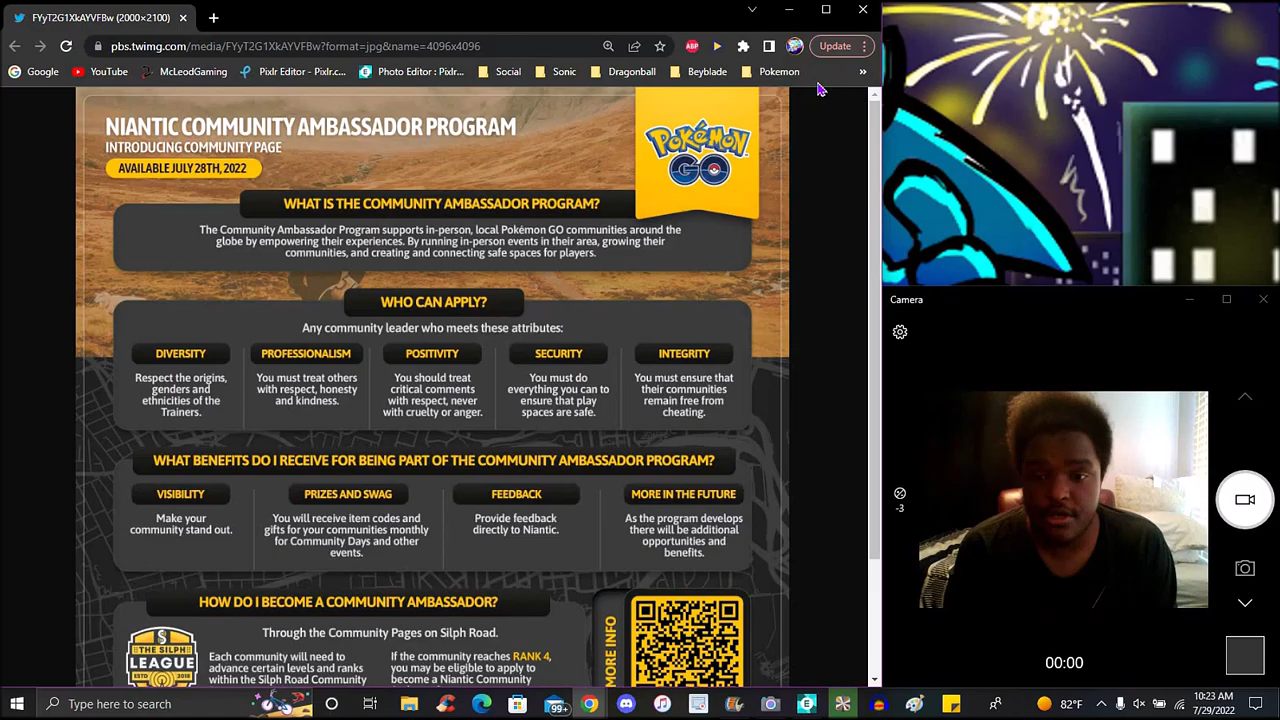 FYyT2G1XkAYVFBw (2000×2100)
pbs.twimg.com/media/FYyT2G1XkAYVFBw?format=jpg&name=4096x4096
ABP
Update
Google
YouTube
McLeodGaming
Pixlr Editor - Pixlr.c...
Photo Editor : Pixlr...
Social
Sonic
Dragonball
Beyblade
Pokemon
»
NIANTIC COMMUNITY AMBASSADOR PROGRAM
INTRODUCING COMMUNITY PAGE
AVAILABLE JULY 28TH, 2022
POKÉMON
GO
WHAT IS THE COMMUNITY AMBASSADOR PROGRAM?
The Community Ambassador Program supports in-person, local Pokémon GO communities around the
globe by empowering their experiences. By running in-person events in their area, growing their
communities, and creating and connecting safe spaces for players.
WHO CAN APPLY?
Any community leader who meets these attributes:
DIVERSITY
Respect the origins,
genders and
ethnicities of the
Trainers.
PROFESSIONALISM
You must treat others
with respect, honesty
and kindness.
POSITIVITY
You should treat
critical comments
with respect, never
with cruelty or anger.
SECURITY
You must do
everything you can to
ensure that play
spaces are safe.
INTEGRITY
You must ensure that
their communities
remain free from
cheating.
WHAT BENEFITS DO I RECEIVE FOR BEING PART OF THE COMMUNITY AMBASSADOR PROGRAM?
VISIBILITY
Make your
community stand out.
PRIZES AND SWAG
You will receive item codes and
gifts for your communities monthly
for Community Days and other
events.
FEEDBACK
Provide feedback
directly to Niantic.
MORE IN THE FUTURE
As the program develops
there will be additional
opportunities and
benefits.
HOW DO I BECOME A COMMUNITY AMBASSADOR?
Through the Community Pages on Silph Road.
THE SILPH
LEAGUE
ESTD 2018
Each community will need to
advance certain levels and ranks
within the Silph Road Community
If the community reaches RANK 4,
you may be eligible to apply to
become a Niantic Community
MORE INFO
Camera
-3
00:00
Type here to search
99+
82°F
10:23 AM
7/29/2022